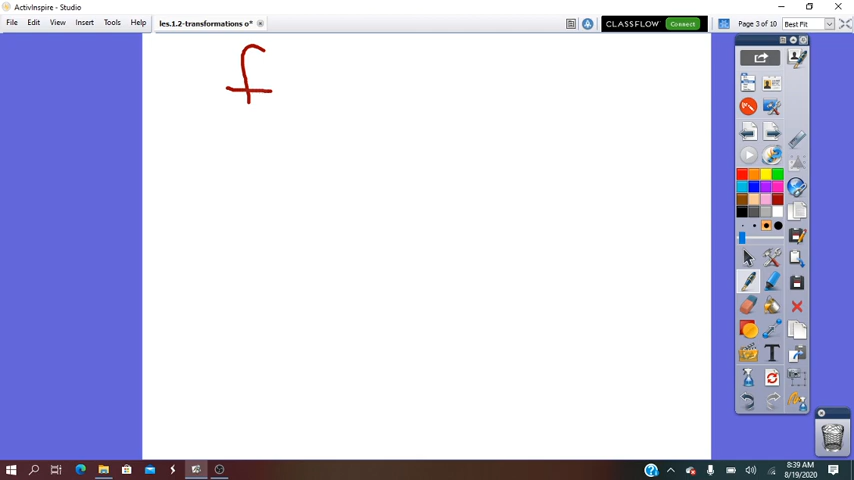 ActivInspire - Studio
File Edit View Insert Tools Help
les.1.2-transformations o*
CLASSFLOW Connect
Page 3 of 10
Best Fit
f
T
8:39 AM
8/19/2020